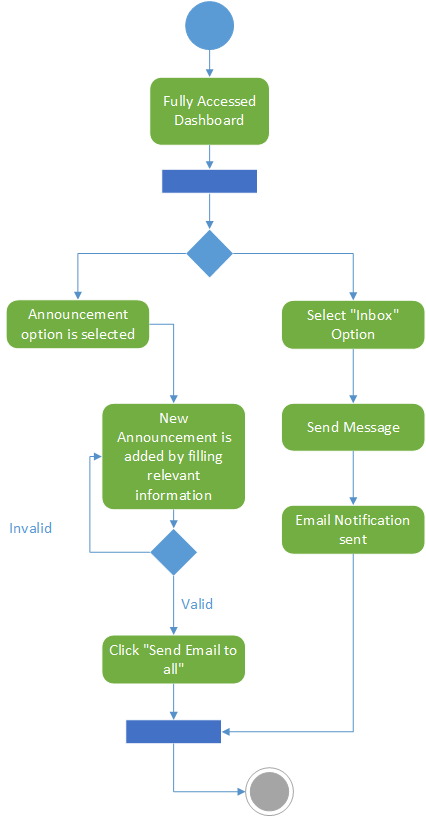 Fully Accessed
Dashboard
Announcement
option is selected
Select "Inbox"
Option
New
Announcement is
added by filling
relevant
information
Send Message
Email Notification
sent
Invalid
Valid
Click "Send Email to
all"